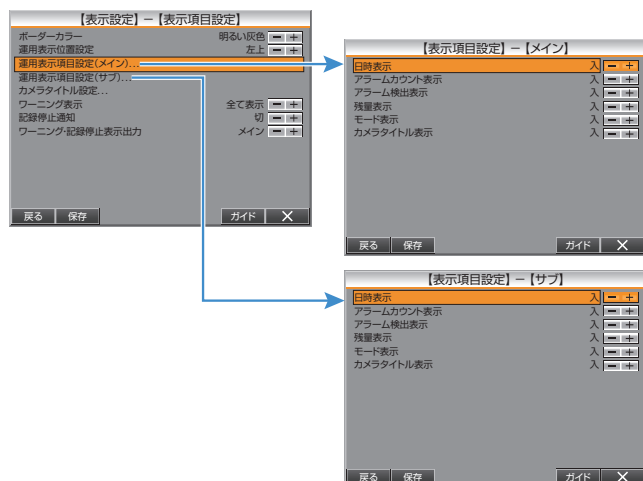 【表示設定】－【表示項目設定】
ボーダーカラー 明るい灰色 － ＋
運用表示位置設定 左上 － ＋
運用表示項目設定（メイン）...
運用表示項目設定（サブ）...
カメラタイトル設定...
ワーニング表示 全て表示 － ＋
記録停止通知 切 － ＋
ワーニング・記録停止表示出力 メイン － ＋
戻る 保存 ガイド ×
【表示項目設定】－【メイン】
日時表示 入 － ＋
アラームカウント表示 入 － ＋
アラーム検出表示 入 － ＋
残量表示 入 － ＋
モード表示 入 － ＋
カメラタイトル表示 入 － ＋
戻る 保存 ガイド ×
【表示項目設定】－【サブ】
日時表示 入 － ＋
アラームカウント表示 入 － ＋
アラーム検出表示 入 － ＋
残量表示 入 － ＋
モード表示 入 － ＋
カメラタイトル表示 入 － ＋
戻る 保存 ガイド ×